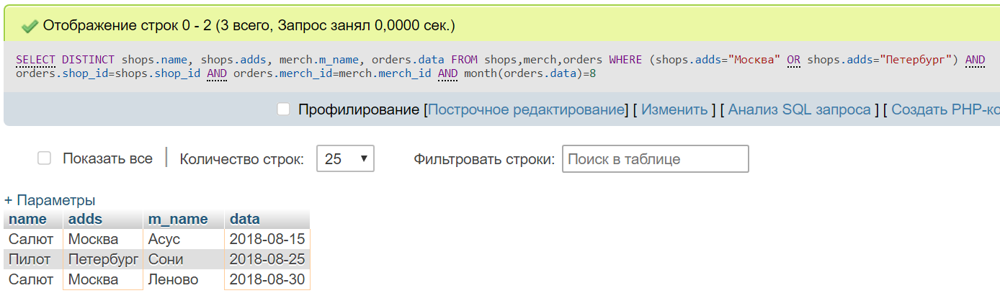 Отображение строк 0 - 2 (3 всего, Запрос занял 0,0000 сек.)
SELECT DISTINCT shops.name, shops.adds, merch.m_name, orders.data FROM shops,merch,orders WHERE (shops.adds="Москва" OR shops.adds="Петербург") AND
orders.shop_id=shops.shop_id AND orders.merch_id=merch.merch_id AND month(orders.data)=8
Профилирование [Построчное редактирование] [ Изменить ] [ Анализ SQL запроса ] [ Создать PHP-ко
Показать все Количество строк: 25 Фильтровать строки: Поиск в таблице
+ Параметры
name adds m_name data
Салют Москва Асус 2018-08-15
Пилот Петербург Сони 2018-08-25
Салют Москва Леново 2018-08-30